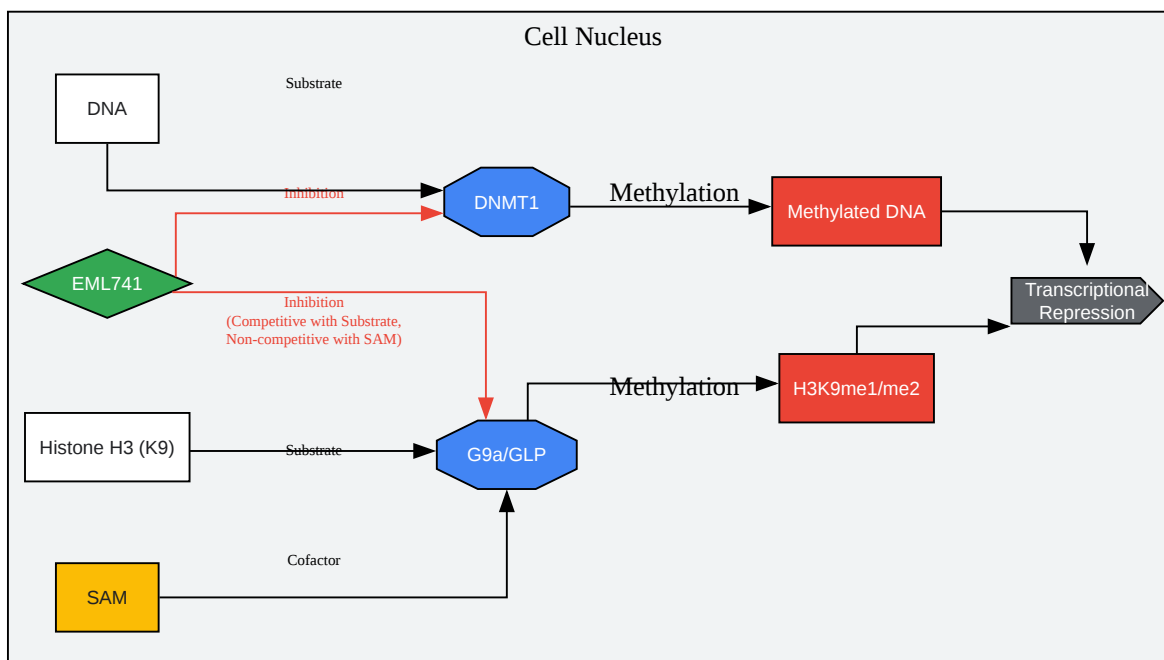 Cell Nucleus
Substrate
DNA
Inhibition
DNMT1
Methylation
Methylated DNA
EML741
Inhibition
(Competitive with Substrate,
Non-competitive with SAM)
Transcriptional
Repression
Methylation
H3K9me1/me2
Histone H3 (K9)
Substrate
G9a/GLP
Cofactor
SAM